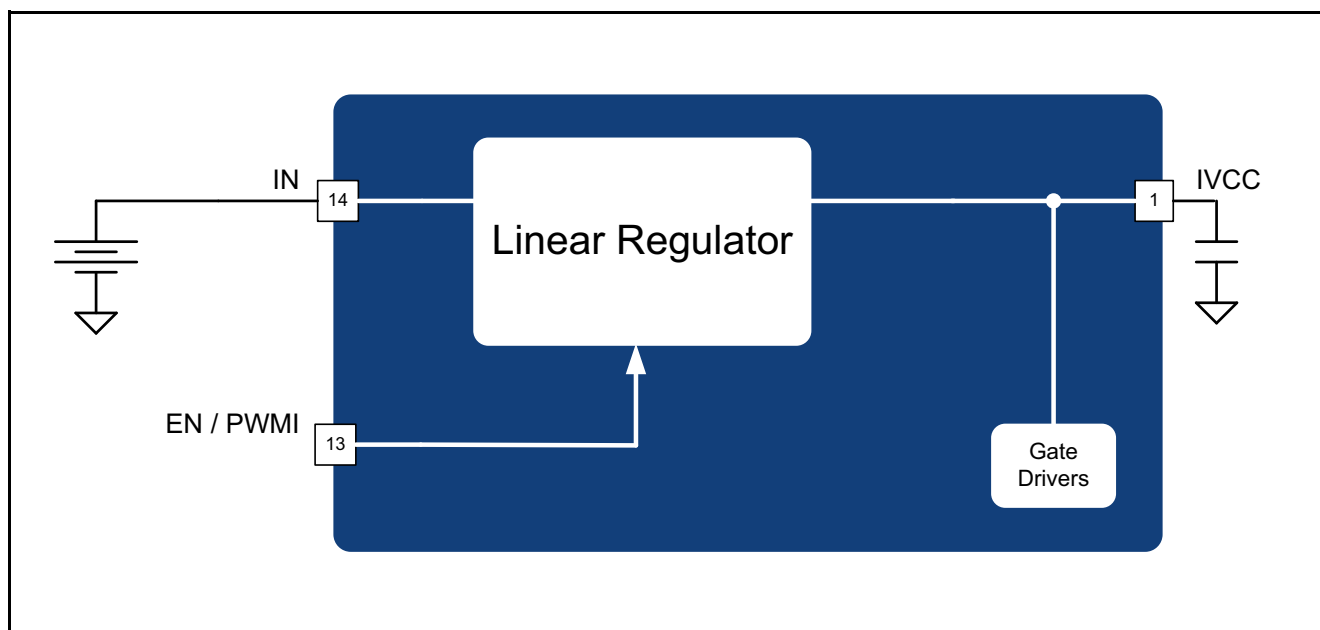 IN
14
Linear Regulator
1
IVCC
EN / PWMI
13
Gate
Drivers